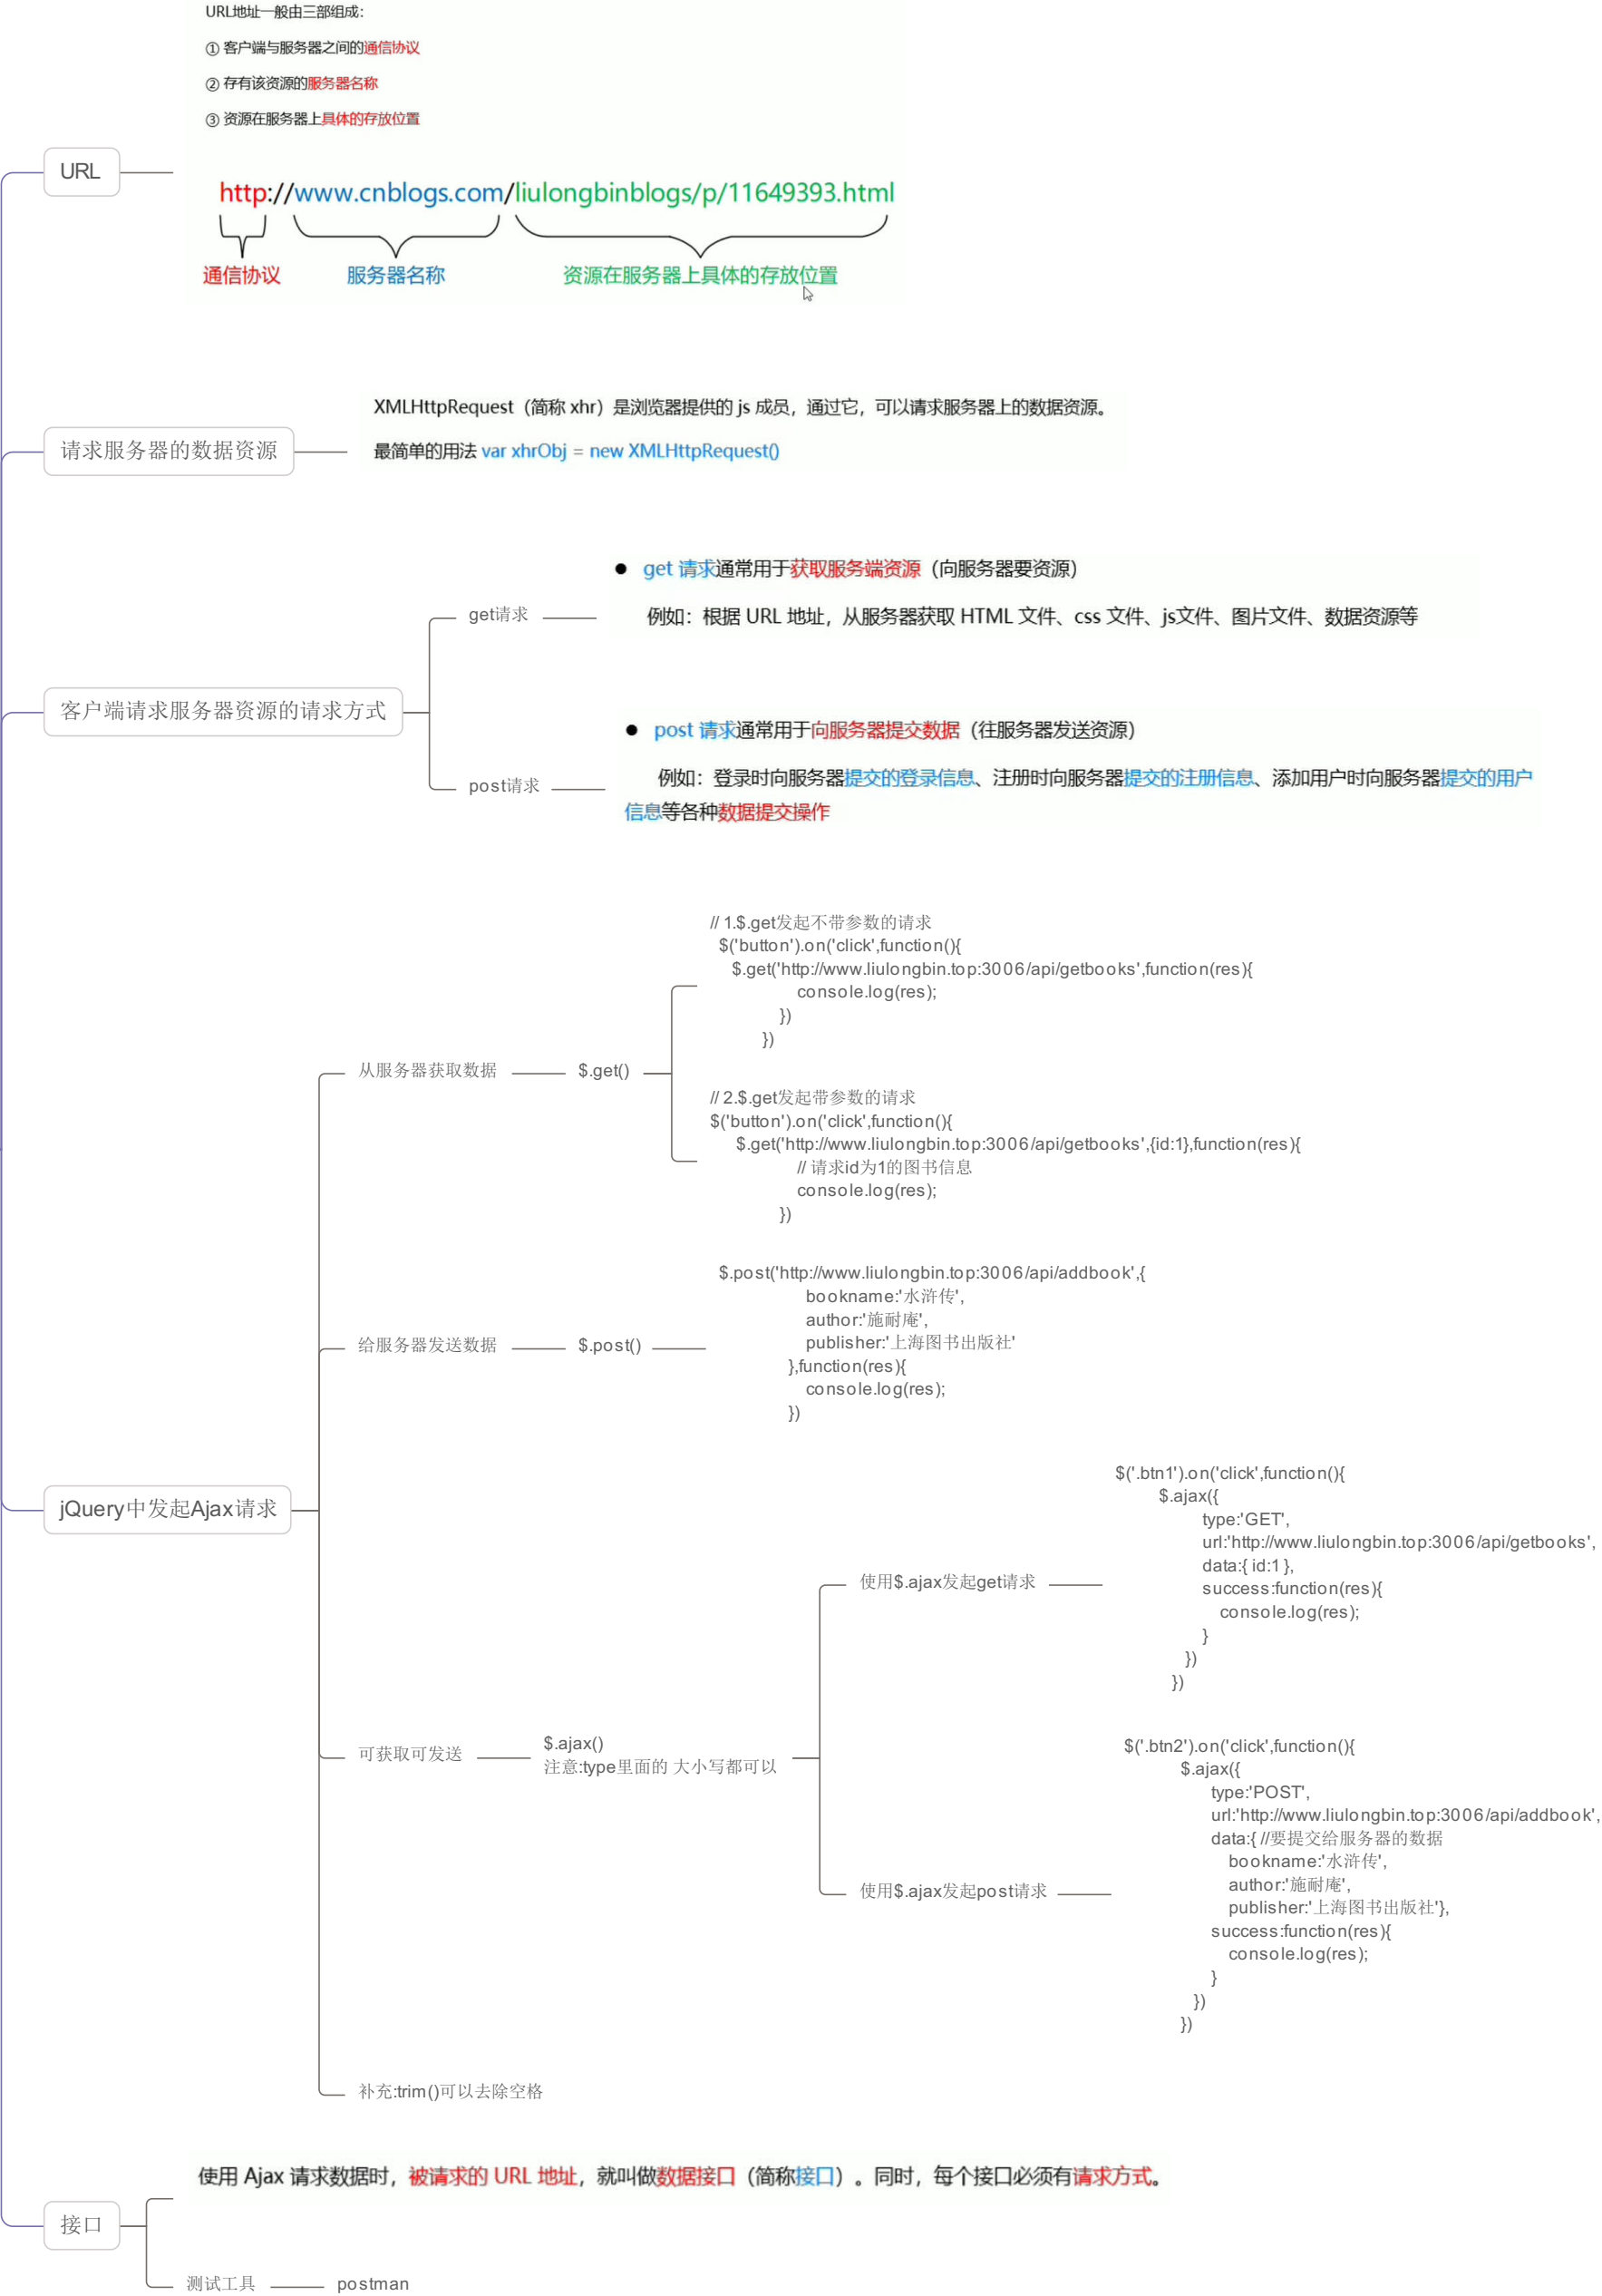 URL地址一般由三部组成：
① 客户端与服务器之间的通信协议
② 存有该资源的服务器名称
③ 资源在服务器上具体的存放位置
URL
http://www.cnblogs.com/liulongbinblogs/p/11649393.html
通信协议 服务器名称 资源在服务器上具体的存放位置
请求服务器的数据资源
XMLHttpRequest（简称 xhr）是浏览器提供的 js 成员，通过它，可以请求服务器上的数据资源。
最简单的用法 var xhrObj = new XMLHttpRequest()
客户端请求服务器资源的请求方式
get请求
● get 请求通常用于获取服务端资源（向服务器要资源）
例如：根据 URL 地址，从服务器获取 HTML 文件、css 文件、js文件、图片文件、数据资源等
post请求
● post 请求通常用于向服务器提交数据（往服务器发送资源）
例如：登录时向服务器提交的登录信息、注册时向服务器提交的注册信息、添加用户时向服务器提交的用户
信息等各种数据提交操作
jQuery中发起Ajax请求
从服务器获取数据
$.get()
// 1.$.get发起不带参数的请求
$('button').on('click',function(){
$.get('http://www.liulongbin.top:3006/api/getbooks',function(res){
console.log(res);
})
})
// 2.$.get发起带参数的请求
$('button').on('click',function(){
$.get('http://www.liulongbin.top:3006/api/getbooks',{id:1},function(res){
// 请求id为1的图书信息
console.log(res);
})
给服务器发送数据
$.post()
$.post('http://www.liulongbin.top:3006/api/addbook',{
bookname:'水浒传',
author:'施耐庵',
publisher:'上海图书出版社'
},function(res){
console.log(res);
})
可获取可发送
$.ajax()
注意:type里面的 大小写都可以
使用$.ajax发起get请求
$('.btn1').on('click',function(){
$.ajax({
type:'GET',
url:'http://www.liulongbin.top:3006/api/getbooks',
data:{ id:1 },
success:function(res){
console.log(res);
}
})
})
使用$.ajax发起post请求
$('.btn2').on('click',function(){
$.ajax({
type:'POST',
url:'http://www.liulongbin.top:3006/api/addbook',
data:{ //要提交给服务器的数据
bookname:'水浒传',
author:'施耐庵',
publisher:'上海图书出版社'},
success:function(res){
console.log(res);
}
})
})
补充:trim()可以去除空格
接口
使用 Ajax 请求数据时，被请求的 URL 地址，就叫做数据接口（简称接口）。同时，每个接口必须有请求方式。
测试工具
postman